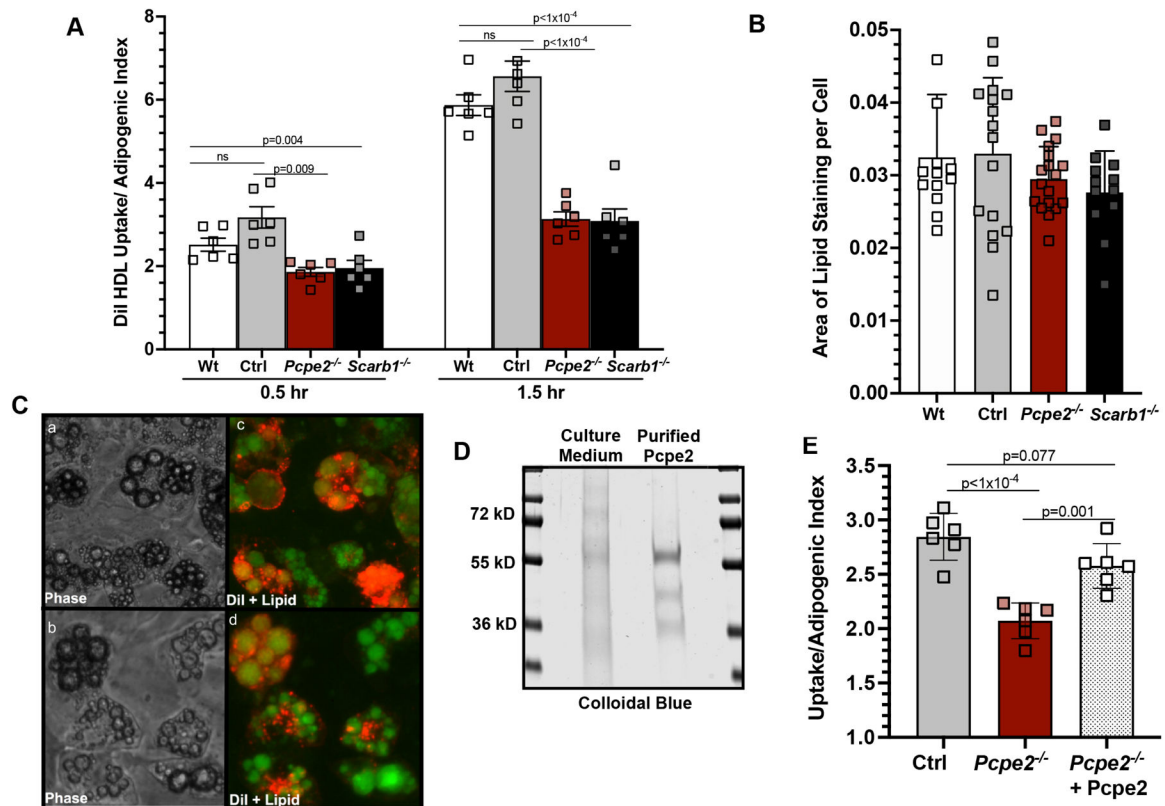 A
DiI HDL Uptake/ Adipogenic Index
8
6
4
2
0
p=0.004
ns
p=0.009
p<1x10⁻⁴
ns
p<1x10⁻⁴
Wt Ctrl Pcpe2⁻/⁻ Scarb1⁻/⁻ Wt Ctrl Pcpe2⁻/⁻ Scarb1⁻/⁻
0.5 hr 1.5 hr
B
Area of Lipid Staining per Cell
0.05
0.04
0.03
0.02
0.01
0.00
Wt Ctrl Pcpe2⁻/⁻ Scarb1⁻/⁻
C
a
Phase
c
DiI + Lipid
b
Phase
d
DiI + Lipid
D
Culture Purified
Medium Pcpe2
72 kD
55 kD
36 kD
Colloidal Blue
E
Uptake/Adipogenic Index
3.5
3.0
2.5
2.0
1.5
1.0
p=0.077
p<1x10⁻⁴
p=0.001
Ctrl Pcpe2⁻/⁻ Pcpe2⁻/⁻
+ Pcpe2